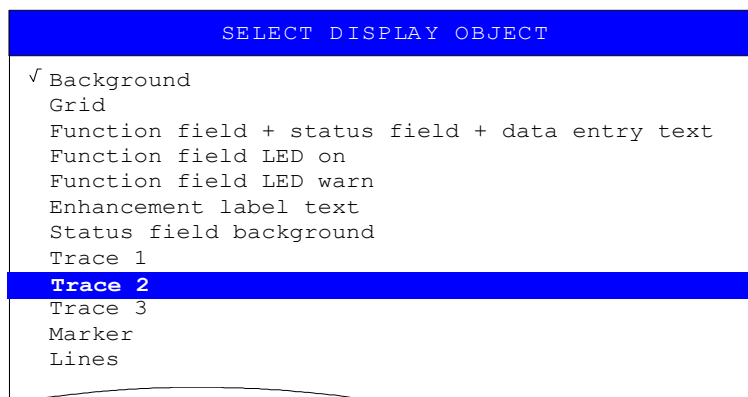 SELECT DISPLAY OBJECT
√ Background
Grid
Function field + status field + data entry text
Function field LED on
Function field LED warn
Enhancement label text
Status field background
Trace 1
Trace 2
Trace 3
Marker
Lines